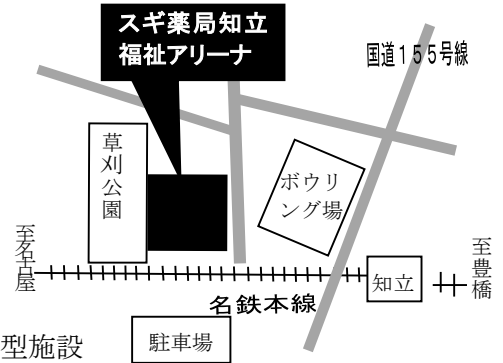 スギ薬局知立
福祉アリーナ
国道155号線
草刈公園
ボウリ
ング場
至名古屋
至豊橋
知立
名鉄本線
駐車場
型施設